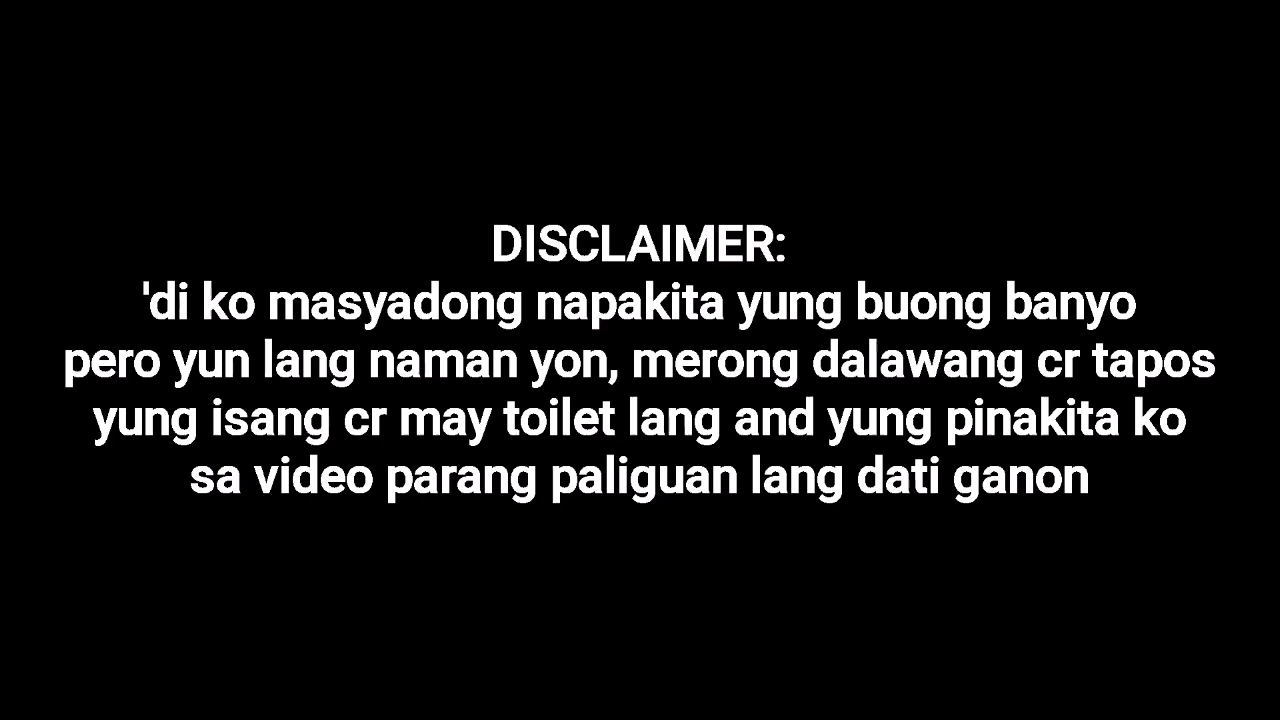 DISCLAIMER:
'di ko masyadong napakita yung buong banyo
pero yun lang naman yon, merong dalawang cr tapos
yung isang cr may toilet lang and yung pinakita ko
sa video parang paliguan lang dati ganon